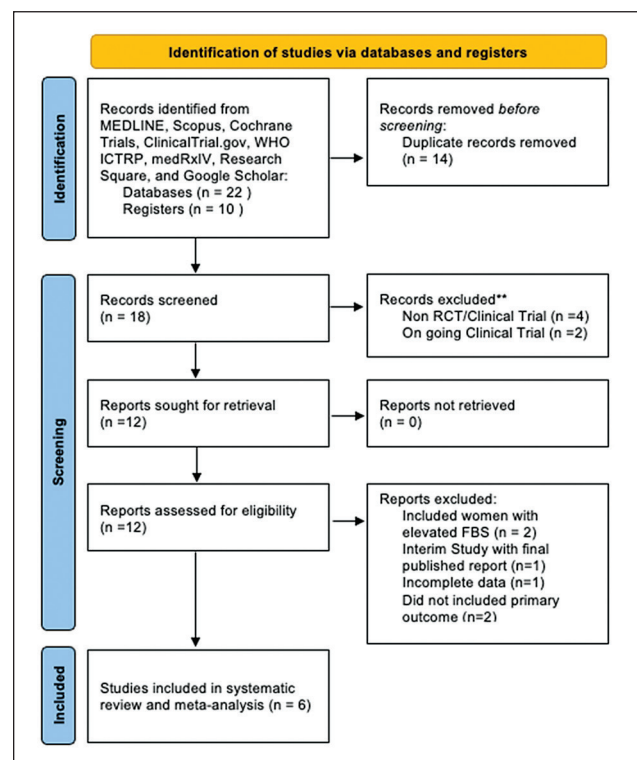 Identification of studies via databases and registers
Identification
Records identified from
MEDLINE, Scopus, Cochrane
Trials, ClinicalTrial.gov, WHO
ICTRP, medRxIV, Research
Square, and Google Scholar:
Databases (n = 22 )
Registers (n = 10 )
Records removed before
screening:
Duplicate records removed
(n = 14)
Screening
Records screened
(n = 18)
Records excluded**
Non RCT/Clinical Trial (n =4)
On going Clinical Trial (n =2)
Reports sought for retrieval
(n =12)
Reports not retrieved
(n = 0)
Reports assessed for eligibility
(n =12)
Reports excluded:
Included women with
elevated FBS (n = 2)
Interim Study with final
published report (n=1)
Incomplete data (n=1)
Did not included primary
outcome (n=2)
Included
Studies included in systematic
review and meta-analysis (n = 6)